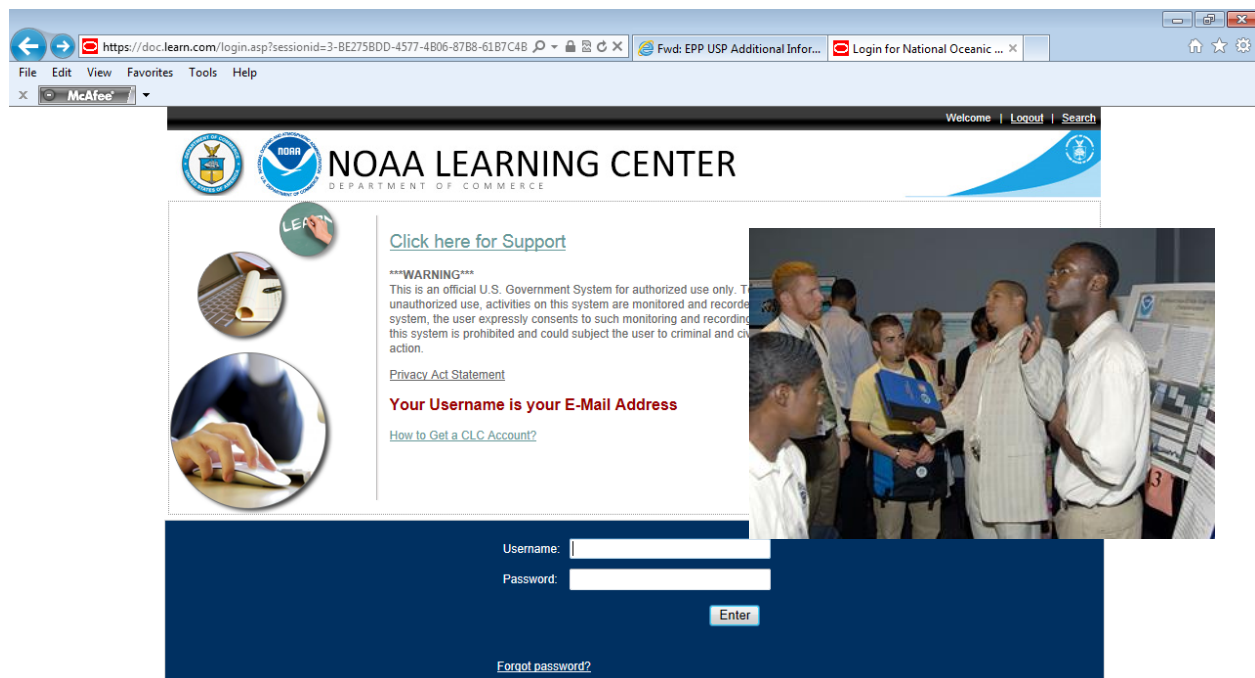 https://doc.learn.com/login.asp?sessionid=3-BE275BDD-4577-4B06-87B8-61B7C4B
Fwd: EPP USP Additional Infor...
Login for National Oceanic ...
File Edit View Favorites Tools Help
McAfee
Welcome | Logout | Search
NOAA
NOAA LEARNING CENTER
DEPARTMENT OF COMMERCE
LEARN
Click here for Support
***WARNING***
This is an official U.S. Government System for authorized use only. T
unauthorized use, activities on this system are monitored and recorde
system, the user expressly consents to such monitoring and recording
this system is prohibited and could subject the user to criminal and civ
action.
Privacy Act Statement
Your Username is your E-Mail Address
How to Get a CLC Account?
Username:
Password:
Enter
Forgot password?